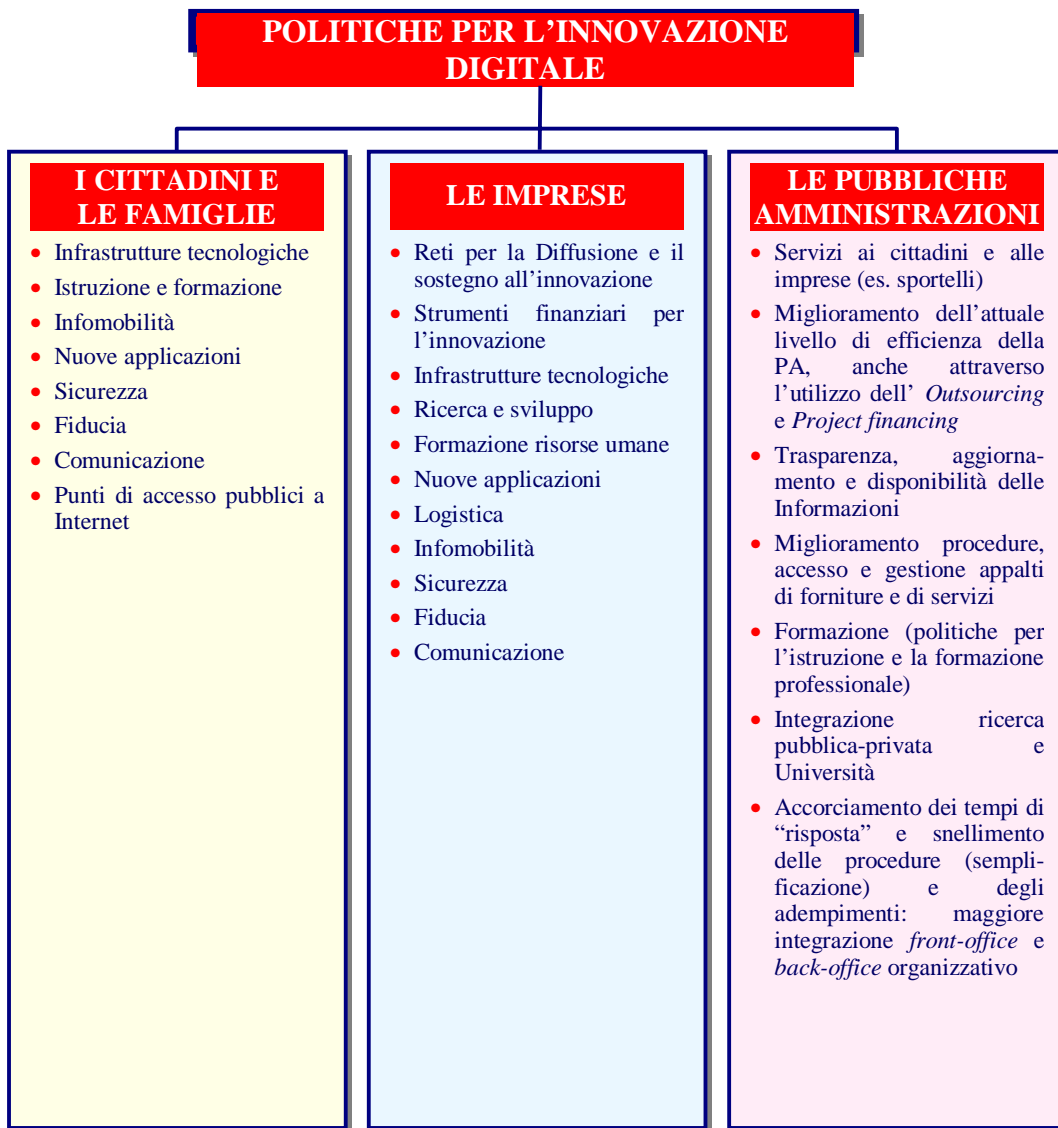 POLITICHE PER L'INNOVAZIONE
DIGITALE
I CITTADINI E
LE FAMIGLIE
• Infrastrutture tecnologiche
• Istruzione e formazione
• Infomobilità
• Nuove applicazioni
• Sicurezza
• Fiducia
• Comunicazione
• Punti di accesso pubblici a
Internet
LE IMPRESE
• Reti per la Diffusione e il
sostegno all'innovazione
• Strumenti finanziari per
l'innovazione
• Infrastrutture tecnologiche
• Ricerca e sviluppo
• Formazione risorse umane
• Nuove applicazioni
• Logistica
• Infomobilità
• Sicurezza
• Fiducia
• Comunicazione
LE PUBBLICHE
AMMINISTRAZIONI
• Servizi ai cittadini e alle
imprese (es. sportelli)
• Miglioramento dell'attuale
livello di efficienza della
PA, anche attraverso
l'utilizzo dell' Outsourcing
e Project financing
• Trasparenza, aggiorna-
mento e disponibilità delle
Informazioni
• Miglioramento procedure,
accesso e gestione appalti
di forniture e di servizi
• Formazione (politiche per
l'istruzione e la formazione
professionale)
• Integrazione ricerca
pubblica-privata e
Università
• Accorciamento dei tempi di
"risposta" e snellimento
delle procedure (sempli-
ficazione) e degli
adempimenti: maggiore
integrazione front-office e
back-office organizzativo